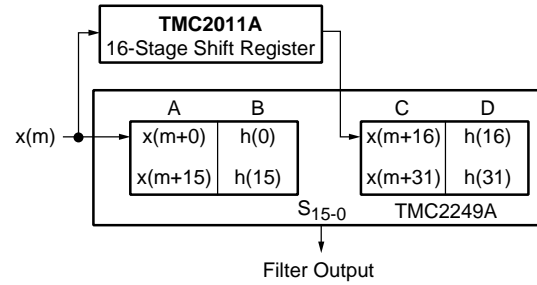 TMC2011A
16-Stage Shift Register
A B C D
x(m) x(m+0) h(0) x(m+16) h(16)
x(m+15) h(15) x(m+31) h(31)
S15-0 TMC2249A
Filter Output